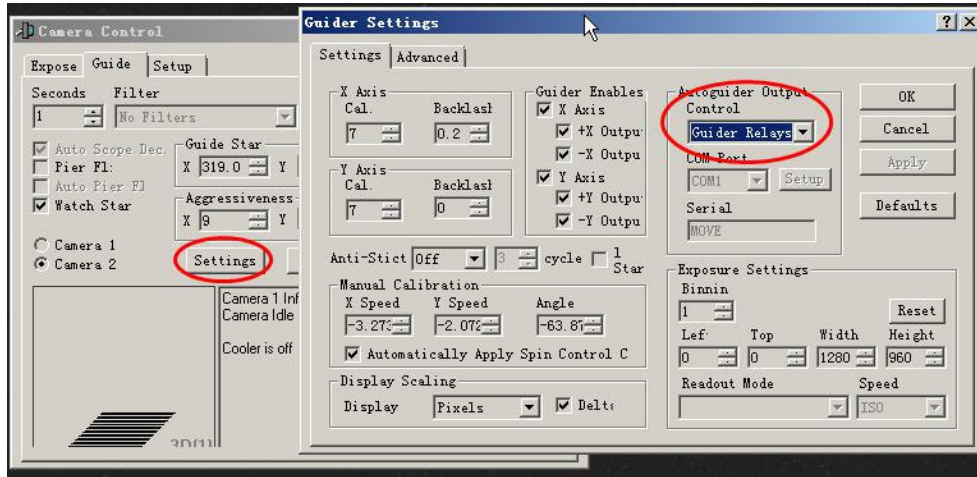 Camera Control
Expose Guide Setup
Seconds Filter
1 No Filters
Auto Scope Dec.
Pier Fl:
Auto Pier Fl
Watch Star
Guide Star
X 319.0 Y
Aggressiveness
X 9 Y
Camera 1
Camera 2
Settings
Camera 1 Inf
Camera Idle
Cooler is off
3D(1)
Guider Settings
Settings Advanced
X Axis
Cal. Backlasl
7 0.2
Y Axis
Cal. Backlasl
7 0
Guider Enables
X Axis
+X Outpu
-X Outpu
Y Axis
+Y Outpu
-Y Outpu
Autoguider Output
Control
Guider Relays
COM Port
COM1 Setup
Serial
MOVE
OK
Cancel
Apply
Defaults
Anti-Stict Off 3 cycle 1
Star
Manual Calibration
X Speed Y Speed Angle
-3.273 -2.072 -63.87
Automatically Apply Spin Control C
Display Scaling
Display Pixels Delt
Exposure Settings
Binnin
1 Reset
Lef Top Width Height
0 0 1280 960
Readout Mode Speed
ISO